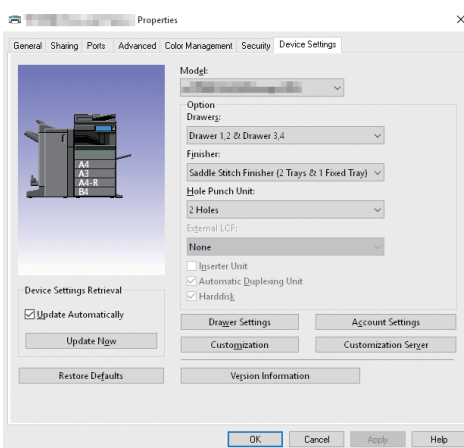 Properties
General Sharing Ports Advanced Color Management Security Device Settings
Model:
Option
Drawers:
Drawer 1,2 & Drawer 3,4
Finisher:
Saddle Stitch Finisher (2 Trays & 1 Fixed Tray)
Hole Punch Unit:
2 Holes
External LCF:
None
Inserter Unit
Automatic Duplexing Unit
Harddisk
A4
A3
A4-R
B4
Device Settings Retrieval
Update Automatically
Update Now
Restore Defaults
Drawer Settings
Account Settings
Customization
Customization Server
Version Information
OK Cancel Apply Help